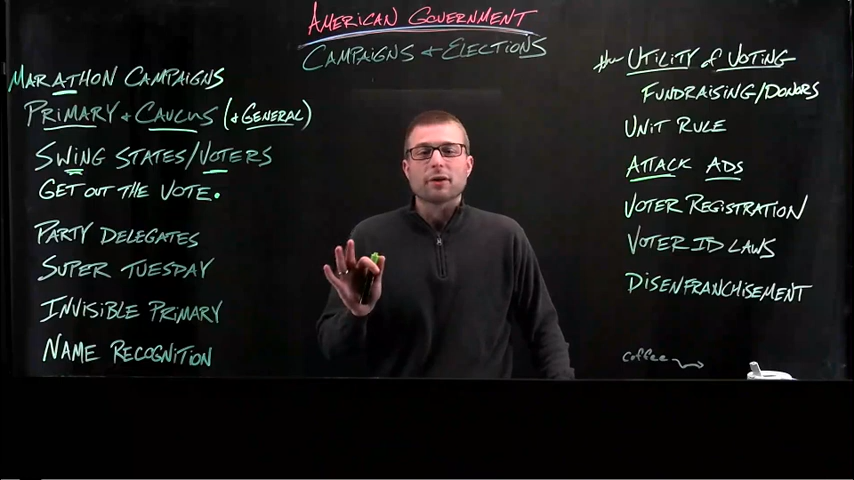 AMERICAN GOVERNMENT
CAMPAIGNS & ELECTIONS
MARATHON CAMPAIGNS
PRIMARY & CAUCUS (& GENERAL)
SWING STATES/VOTERS
GET OUT THE VOTE.
PARTY DELEGATES
SUPER TUESDAY
INVISIBLE PRIMARY
NAME RECOGNITION
the UTILITY of VOTING
FUNDRAISING/DONORS
UNIT RULE
ATTACK ADS
VOTER REGISTRATION
VOTER ID LAWS
DISENFRANCHISEMENT
coffee